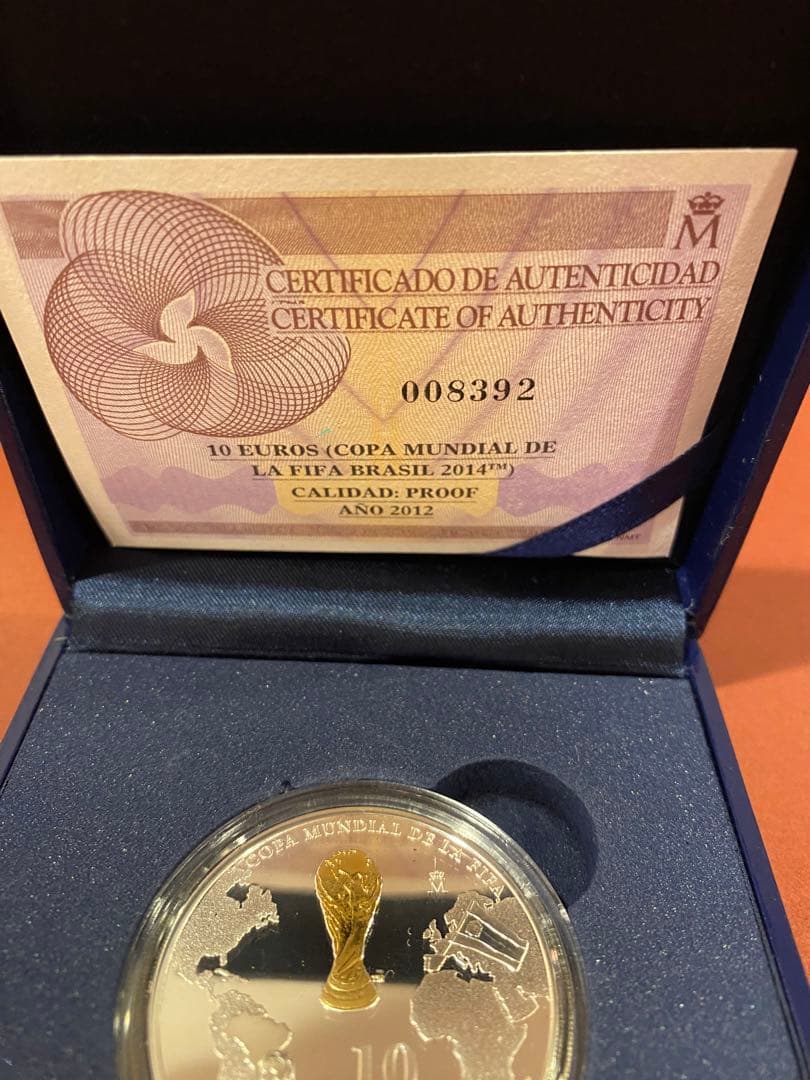 M
CERTIFICADO DE AUTENTICIDAD
CERTIFICATE OF AUTHENTICITY
008392
10 EUROS (COPA MUNDIAL DE
LA FIFA BRASIL 2014™)
CALIDAD: PROOF
AÑO 2012
COPA MUNDIAL DE LA FIFA
M
10